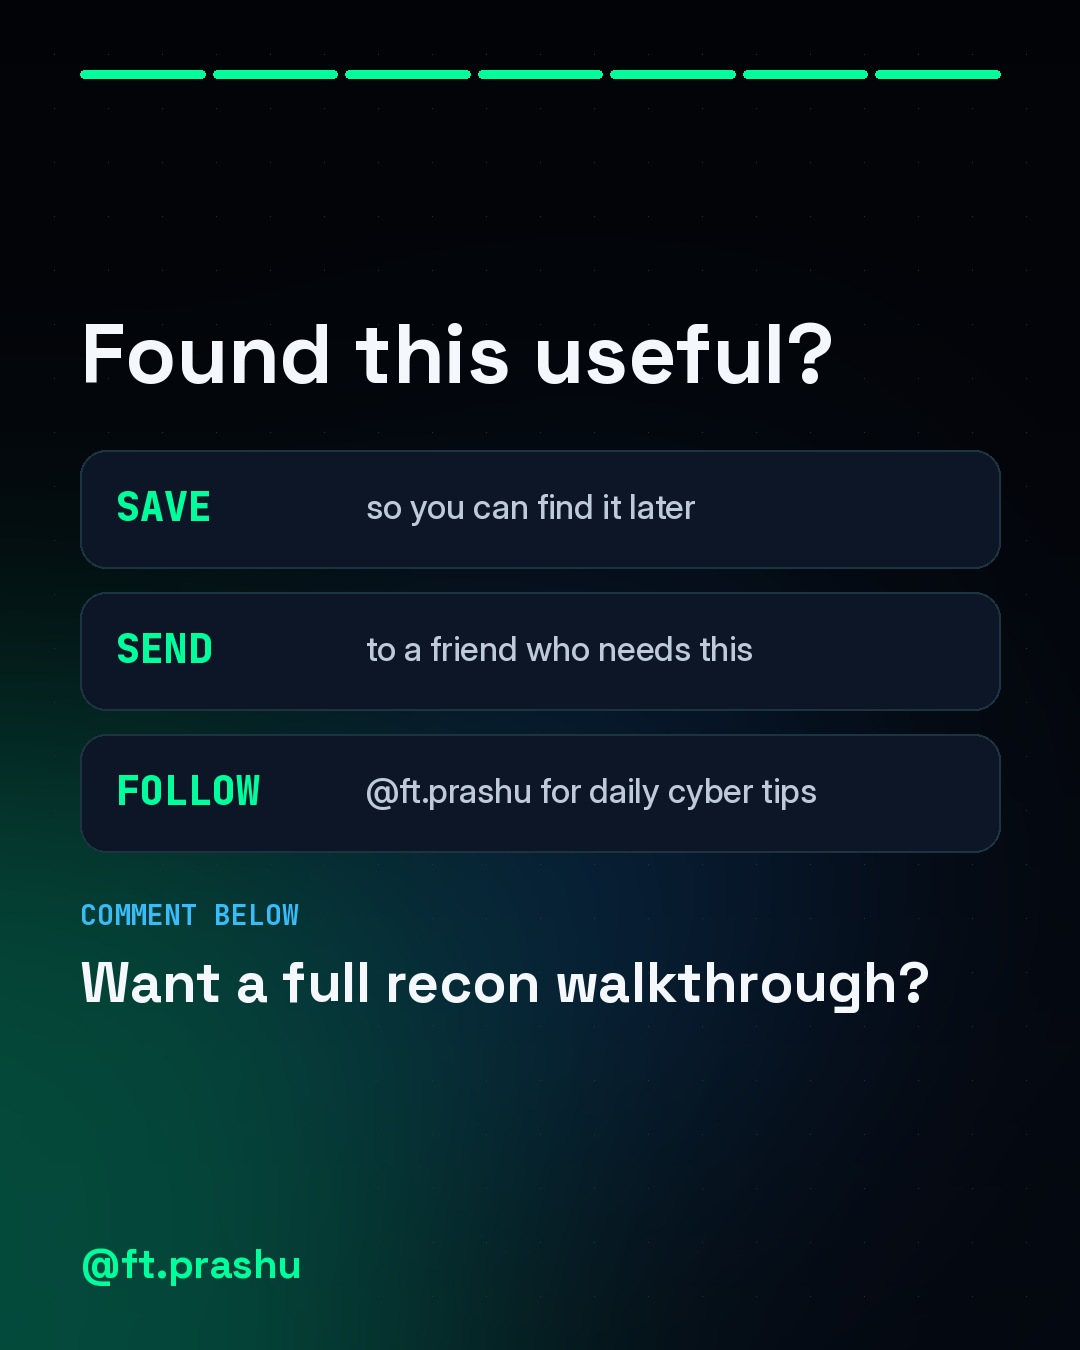 Found this useful?
SAVE so you can find it later
SEND to a friend who needs this
FOLLOW @ft.prashu for daily cyber tips
COMMENT BELOW
Want a full recon walkthrough?
@ft.prashu